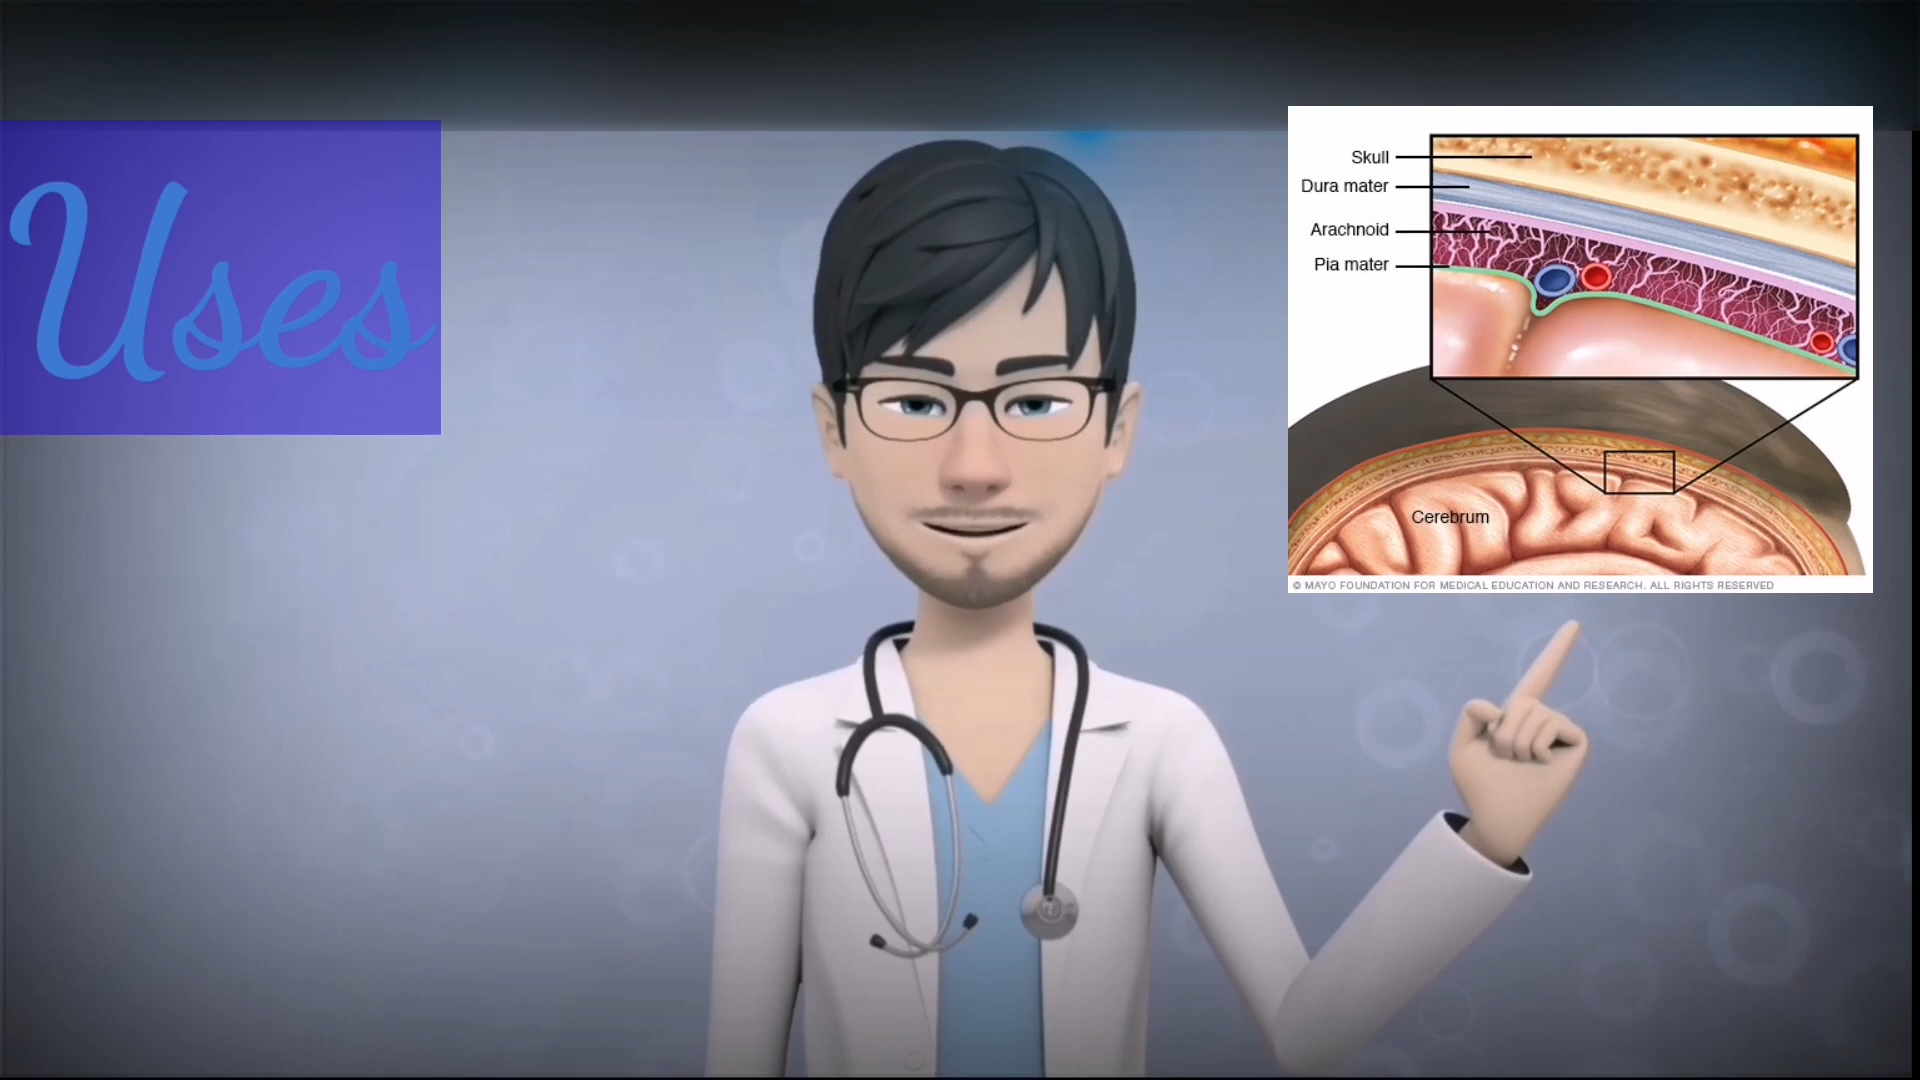 Uses
Skull
Dura mater
Arachnoid
Pia mater
Cerebrum
© MAYO FOUNDATION FOR MEDICAL EDUCATION AND RESEARCH. ALL RIGHTS RESERVED